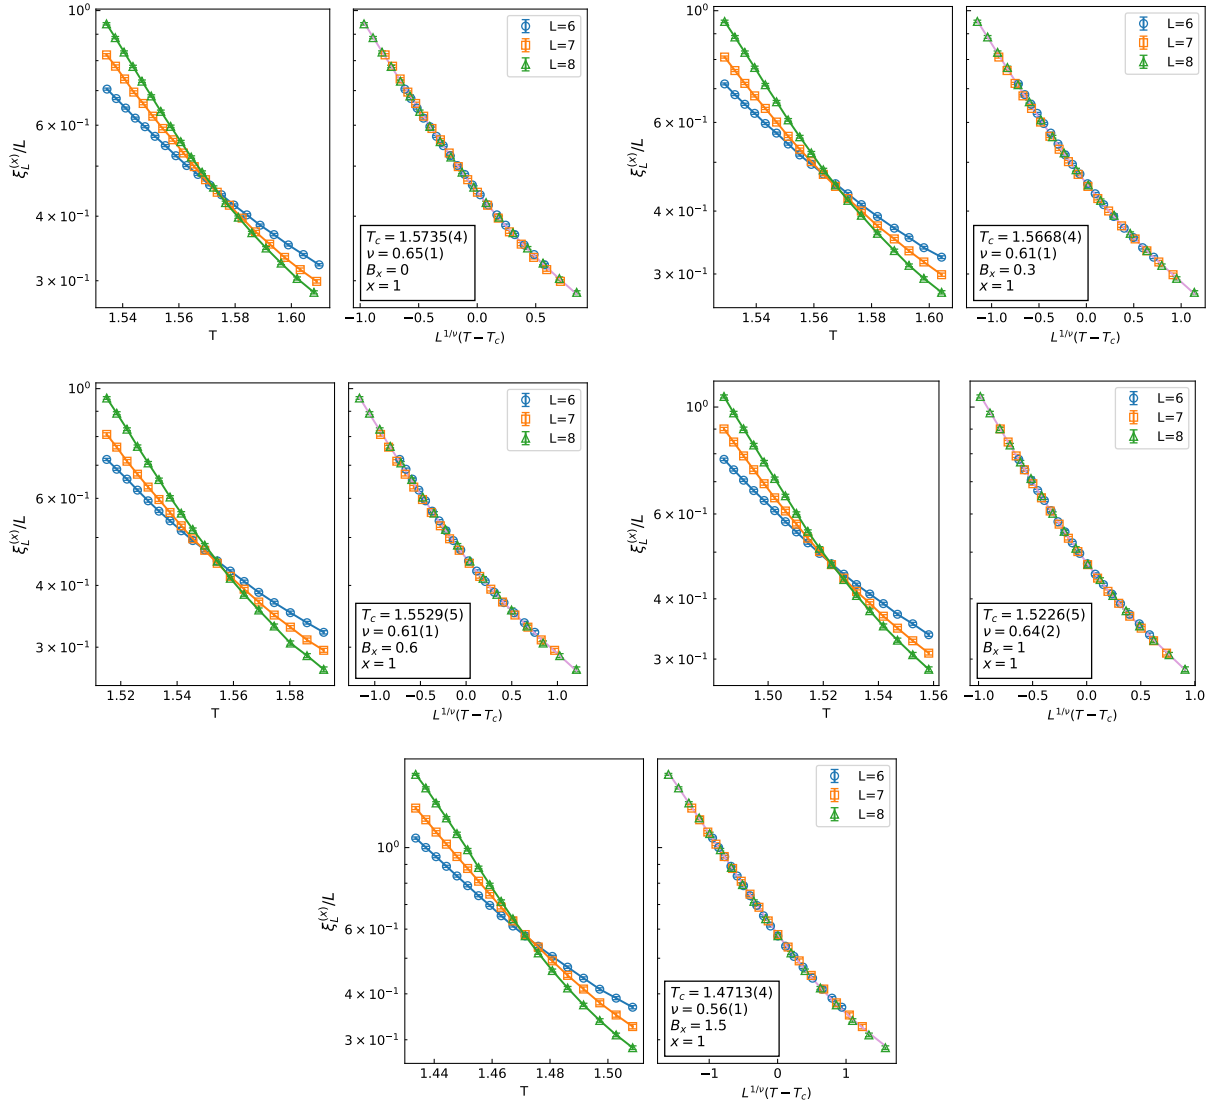 10⁰
6 × 10⁻¹
4 × 10⁻¹
3 × 10⁻¹
ξ_L^(x)/L
1.54 1.56 1.58 1.60
T
L=6
L=7
L=8
T_c = 1.5735(4)
ν = 0.65(1)
B_x = 0
x = 1
−1.0 −0.5 0.0 0.5
L^{1/ν}(T − T_c)
10⁰
6 × 10⁻¹
4 × 10⁻¹
3 × 10⁻¹
ξ_L^(x)/L
1.54 1.56 1.58 1.60
T
L=6
L=7
L=8
T_c = 1.5668(4)
ν = 0.61(1)
B_x = 0.3
x = 1
−1.0 −0.5 0.0 0.5 1.0
L^{1/ν}(T − T_c)
10⁰
6 × 10⁻¹
4 × 10⁻¹
3 × 10⁻¹
ξ_L^(x)/L
1.52 1.54 1.56 1.58
T
L=6
L=7
L=8
T_c = 1.5529(5)
ν = 0.61(1)
B_x = 0.6
x = 1
−1.0 −0.5 0.0 0.5 1.0
L^{1/ν}(T − T_c)
10⁰
6 × 10⁻¹
4 × 10⁻¹
3 × 10⁻¹
ξ_L^(x)/L
1.50 1.52 1.54 1.56
T
L=6
L=7
L=8
T_c = 1.5226(5)
ν = 0.64(2)
B_x = 1
x = 1
−1.0 −0.5 0.0 0.5 1.0
L^{1/ν}(T − T_c)
10⁰
6 × 10⁻¹
4 × 10⁻¹
3 × 10⁻¹
ξ_L^(x)/L
1.44 1.46 1.48 1.50
T
L=6
L=7
L=8
T_c = 1.4713(4)
ν = 0.56(1)
B_x = 1.5
x = 1
−1 0 1
L^{1/ν}(T − T_c)